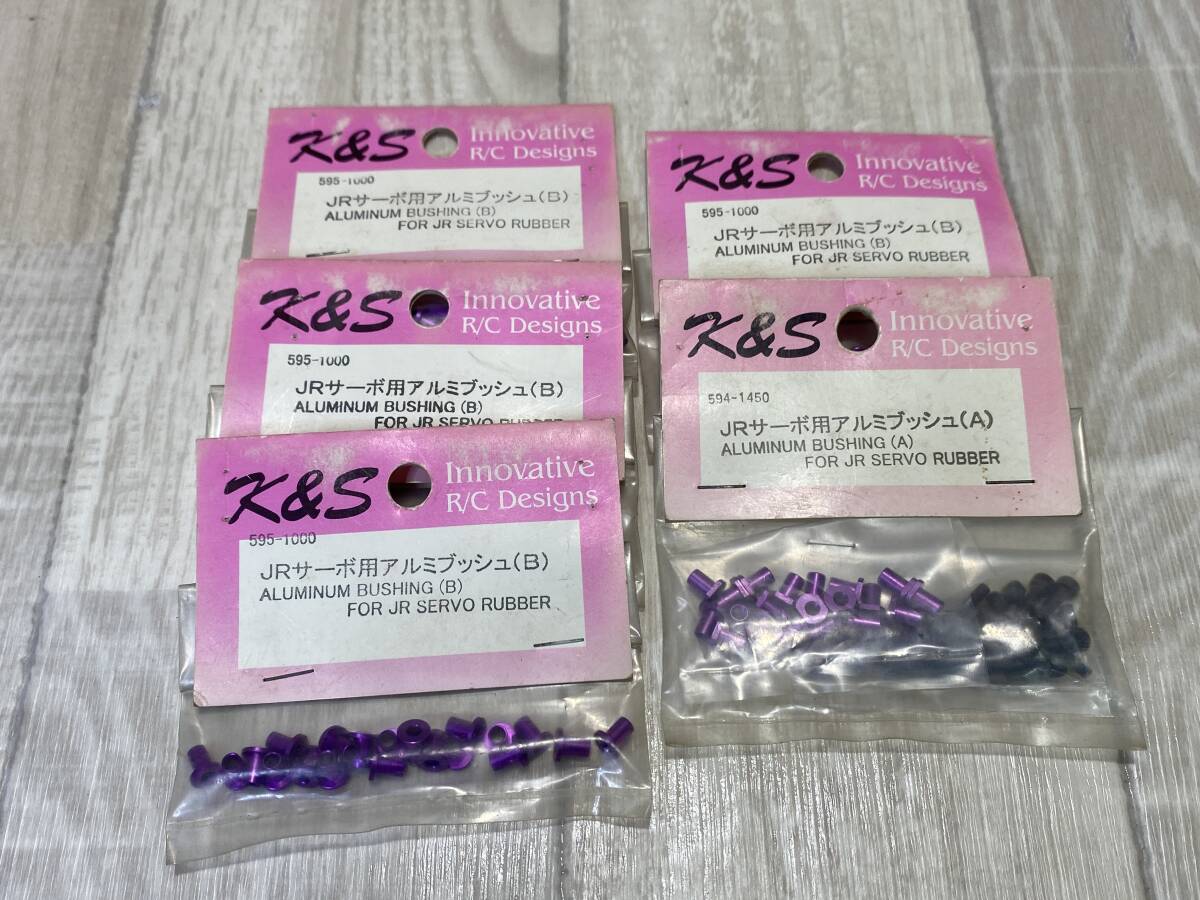 K&S Innovative
R/C Designs
595-1000
JRサーボ用アルミブッシュ(B)
ALUMINUM BUSHING (B)
FOR JR SERVO RUBBER
K&S Innovative
R/C Designs
595-1000
JRサーボ用アルミブッシュ(B)
ALUMINUM BUSHING (B)
FOR JR SERVO RUBBER
K&S Innovative
R/C Designs
595-1000
JRサーボ用アルミブッシュ(B)
ALUMINUM BUSHING (B)
FOR JR SERVO RUBBER
K&S Innovative
R/C Designs
595-1000
JRサーボ用アルミブッシュ(B)
ALUMINUM BUSHING (B)
FOR JR SERVO RUBBER
K&S Innovative
R/C Designs
594-1450
JRサーボ用アルミブッシュ(A)
ALUMINUM BUSHING (A)
FOR JR SERVO RUBBER